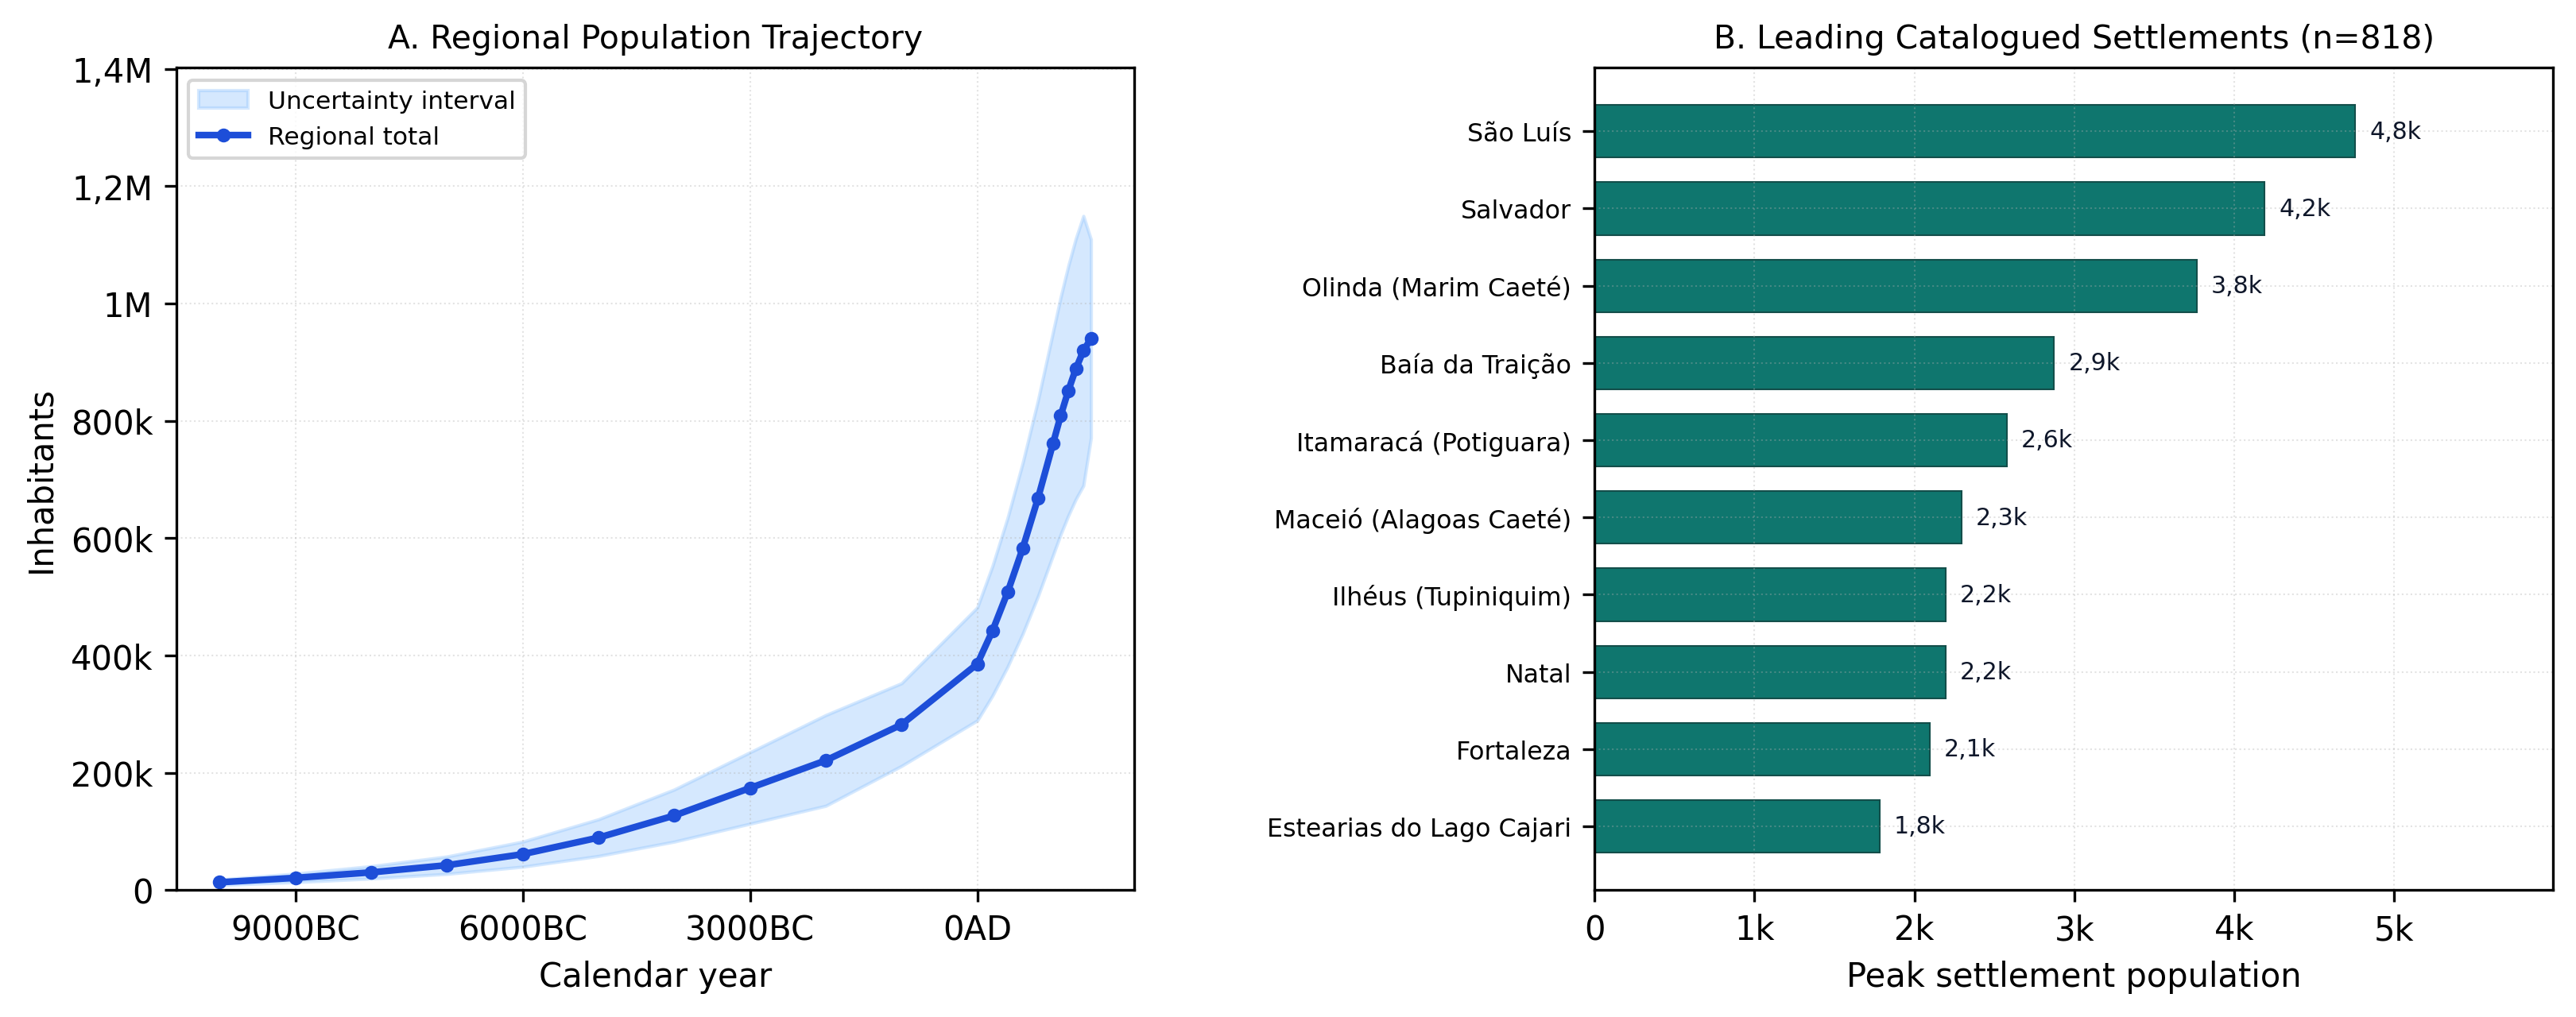 A. Regional Population Trajectory
1,4M
1,2M
1M
800k
600k
400k
200k
0
Inhabitants
Uncertainty interval
Regional total
9000BC
6000BC
3000BC
0AD
Calendar year
B. Leading Catalogued Settlements (n=818)
São Luís
4,8k
Salvador
4,2k
Olinda (Marim Caeté)
3,8k
Baía da Traição
2,9k
Itamaracá (Potiguara)
2,6k
Maceió (Alagoas Caeté)
2,3k
Ilhéus (Tupiniquim)
2,2k
Natal
2,2k
Fortaleza
2,1k
Estearias do Lago Cajari
1,8k
0
1k
2k
3k
4k
5k
Peak settlement population